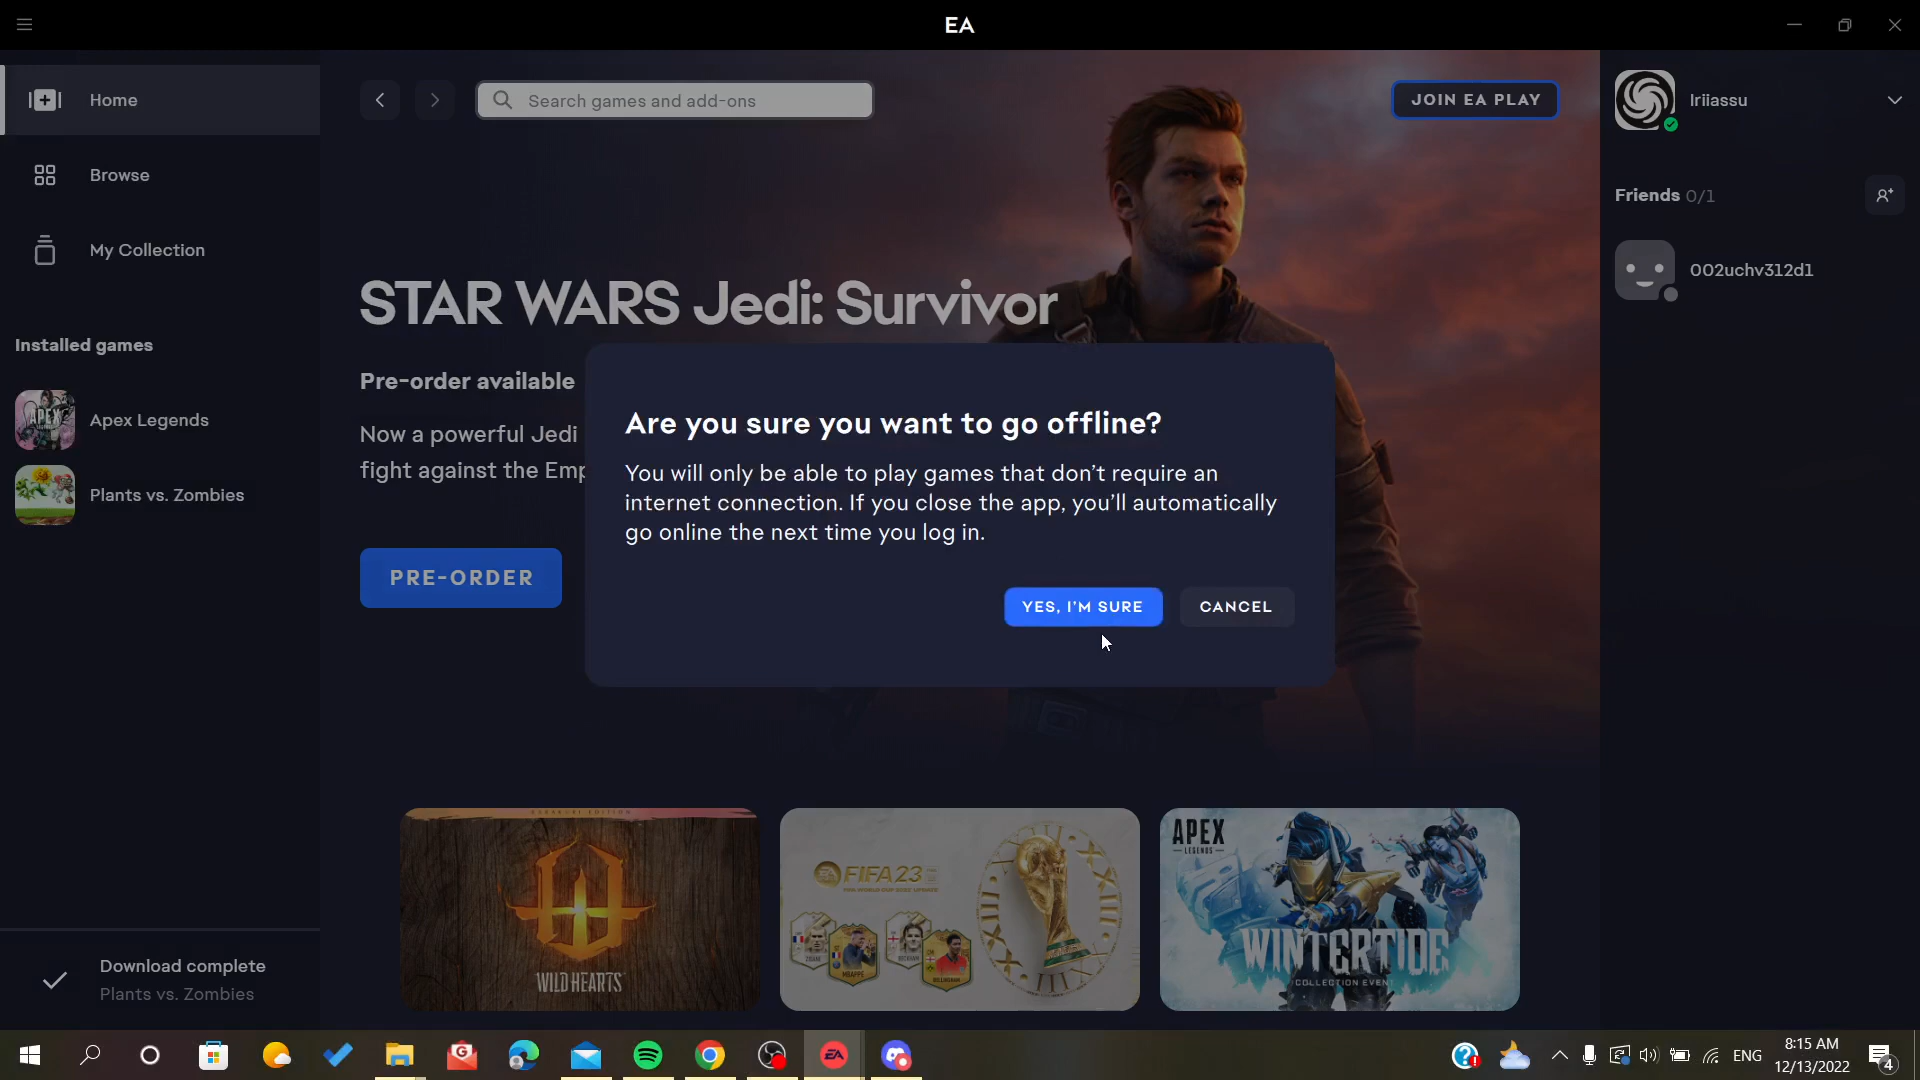 EA
Home
Search games and add-ons
JOIN EA PLAY
Iriiassu
Browse
Friends 0/1
My Collection
002uchv312d1
STAR WARS Jedi: Survivor
Installed games
Pre-order available
Apex Legends
Now a powerful Jedi
fight against the Emp
Plants vs. Zombies
PRE-ORDER
Are you sure you want to go offline?
You will only be able to play games that don't require an
internet connection. If you close the app, you'll automatically
go online the next time you log in.
YES, I'M SURE
CANCEL
WILD HEARTS
EA FIFA 23
MBAPPE
APEX
LEGENDS
WINTERTIDE
COLLECTION EVENT
Download complete
Plants vs. Zombies
ENG
8:15 AM
12/13/2022
4